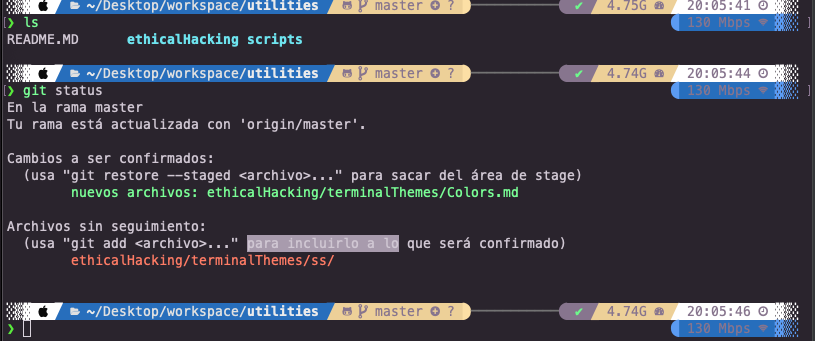 ~/Desktop/workspace/utilities master ? ✔ 4.75G 20:05:41
❯ ls 130 Mbps
README.MD ethicalHacking scripts
~/Desktop/workspace/utilities master ? ✔ 4.74G 20:05:44
❯ git status 130 Mbps
En la rama master
Tu rama está actualizada con 'origin/master'.
Cambios a ser confirmados:
(usa "git restore --staged <archivo>..." para sacar del área de stage)
nuevos archivos: ethicalHacking/terminalThemes/Colors.md
Archivos sin seguimiento:
(usa "git add <archivo>..." para incluirlo a lo que será confirmado)
ethicalHacking/terminalThemes/ss/
~/Desktop/workspace/utilities master ? ✔ 4.74G 20:05:46
❯ 130 Mbps